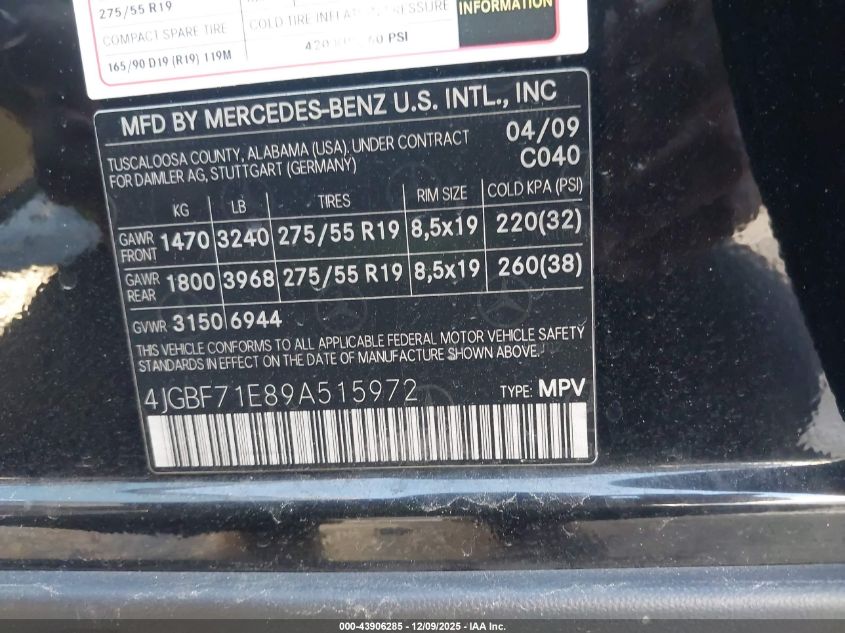 275/55 R19
COMPACT SPARE TIRE
165/90 D19 (R19) 119M
COLD TIRE PRESSURE
420 60 PSI
INFORMATION
MFD BY MERCEDES-BENZ U.S. INTL., INC
TUSCALOOSA COUNTY, ALABAMA (USA). UNDER CONTRACT
FOR DAIMLER AG, STUTTGART (GERMANY)
04/09
C040
KG LB TIRES RIM SIZE COLD KPA (PSI)
GAWR FRONT 1470 3240 275/55 R19 8,5x19 220(32)
GAWR REAR 1800 3968 275/55 R19 8,5x19 260(38)
GVWR 3150 6944
THIS VEHICLE CONFORMS TO ALL APPLICABLE FEDERAL MOTOR VEHICLE SAFETY
STANDARDS IN EFFECT ON THE DATE OF MANUFACTURE SHOWN ABOVE.
4JGBF71E89A515972 TYPE: MPV
000-43906285 - 12/09/2025 - IAA Inc.